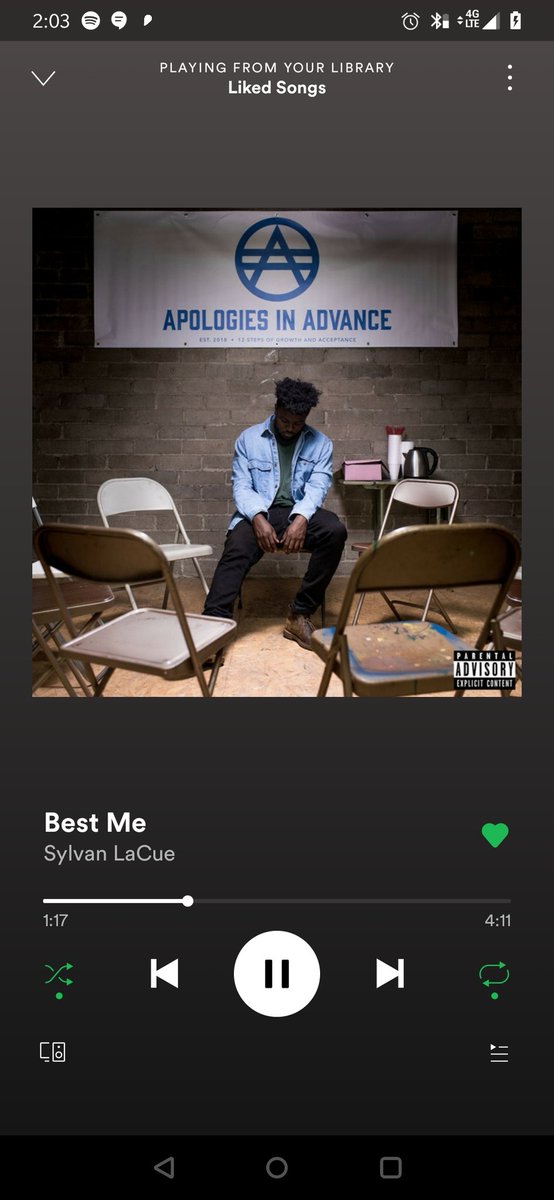 2:03
4G
LTE
PLAYING FROM YOUR LIBRARY
Liked Songs
APOLOGIES IN ADVANCE
EST. 2018 • 12 STEPS OF GROWTH AND ACCEPTANCE
PARENTAL
ADVISORY
EXPLICIT CONTENT
Best Me
Sylvan LaCue
1:17
4:11